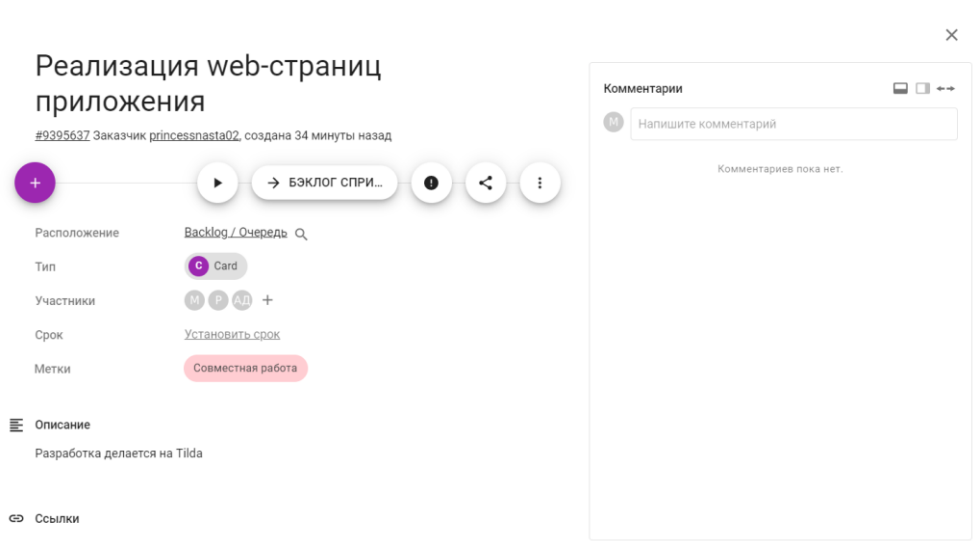 Реализация web-страниц
приложения
#9395637 Заказчик princessnasta02, создана 34 минуты назад
БЭКЛОГ СПРИ...
Расположение Backlog / Очередь
Тип C Card
Участники М Р АД
Срок Установить срок
Метки Совместная работа
Описание
Разработка делается на Tilda
Ссылки
Комментарии
М Напишите комментарий
Комментариев пока нет.